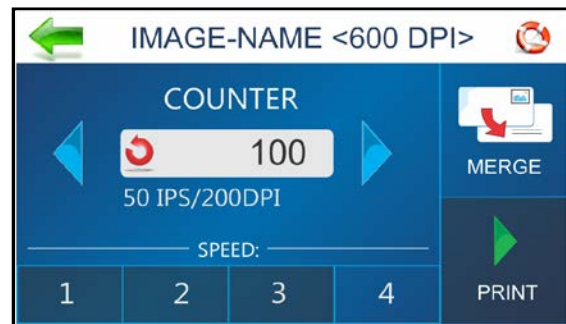 IMAGE-NAME <600 DPI>
COUNTER
100
50 IPS/200DPI
SPEED:
1 2 3 4
MERGE
PRINT